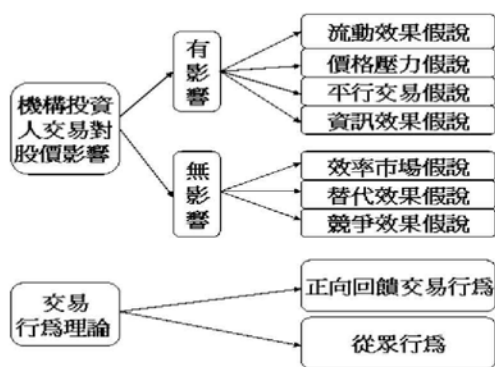 機構投資
人交易對
股價影響
有
影
響
流動效果假說
價格壓力假說
平行交易假說
資訊效果假說
無
影
響
效率市場假說
替代效果假說
競爭效果假說
交易
行爲理論
正向回饋交易行爲
從眾行爲